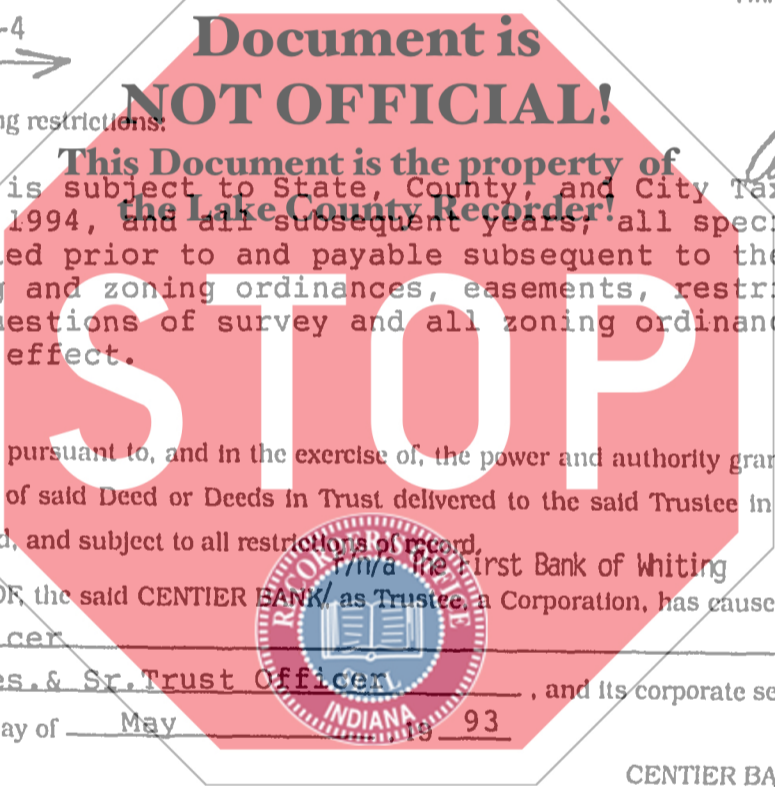 -4
Document is
NOT OFFICIAL!
ng restrictions:
This Document is the property of
the Lake County Recorder!
is subject to State, County, and City Tax
1994, and all subsequent years; all spec
ed prior to and payable subsequent to the
g and zoning ordinances, easements, restri
estions of survey and all zoning ordinanc
effect.
STOP
pursuant to, and in the exercise of, the power and authority gran
of said Deed or Deeds in Trust delivered to the said Trustee in
d, and subject to all restrictions of record.
F/n/a The First Bank of Whiting
OF, the said CENTIER BANK/ as Trustee, a Corporation, has cause
cer
es.& Sr.Trust Officer , and its corporate se
ay of May , 19 93
RECORDER'S OFFICE
SEAL
INDIANA
CENTIER BA